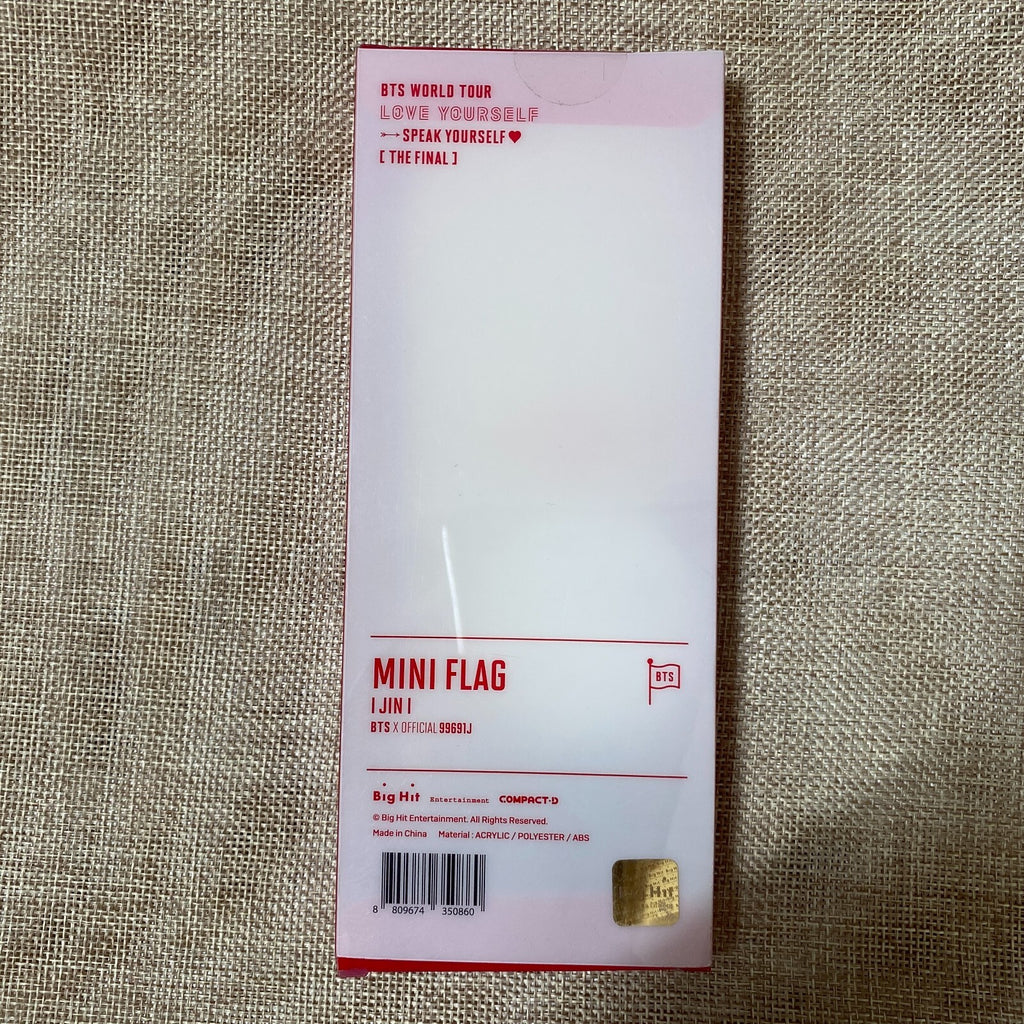 BTS WORLD TOUR
LOVE YOURSELF
SPEAK YOURSELF
[ THE FINAL ]
MINI FLAG
BTS
I JIN I
BTS X OFFICIAL 99691J
Big Hit Entertainment COMPACT·D
© Big Hit Entertainment. All Rights Reserved.
Made in China Material : ACRYLIC / POLYESTER / ABS
8 809674 350860
Hit